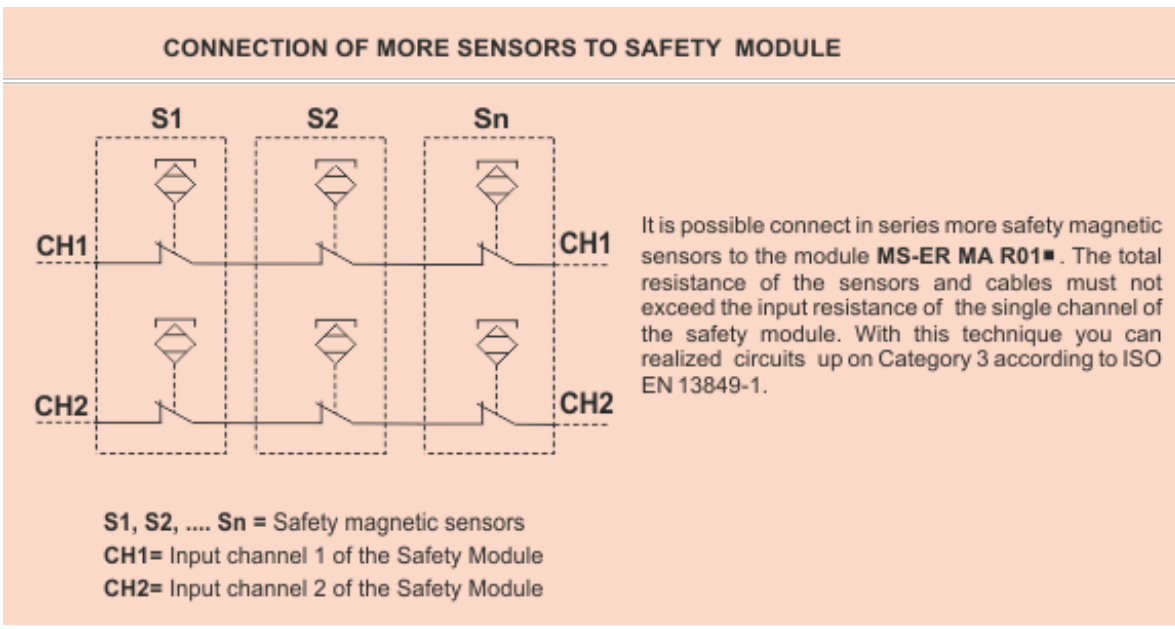 CONNECTION OF MORE SENSORS TO SAFETY MODULE
S1 S2 Sn
CH1 CH1
CH2 CH2
It is possible connect in series more safety magnetic
sensors to the module MS-ER MA R01■. The total
resistance of the sensors and cables must not
exceed the input resistance of the single channel of
the safety module. With this technique you can
realized circuits up on Category 3 according to ISO
EN 13849-1.
S1, S2, .... Sn = Safety magnetic sensors
CH1= Input channel 1 of the Safety Module
CH2= Input channel 2 of the Safety Module